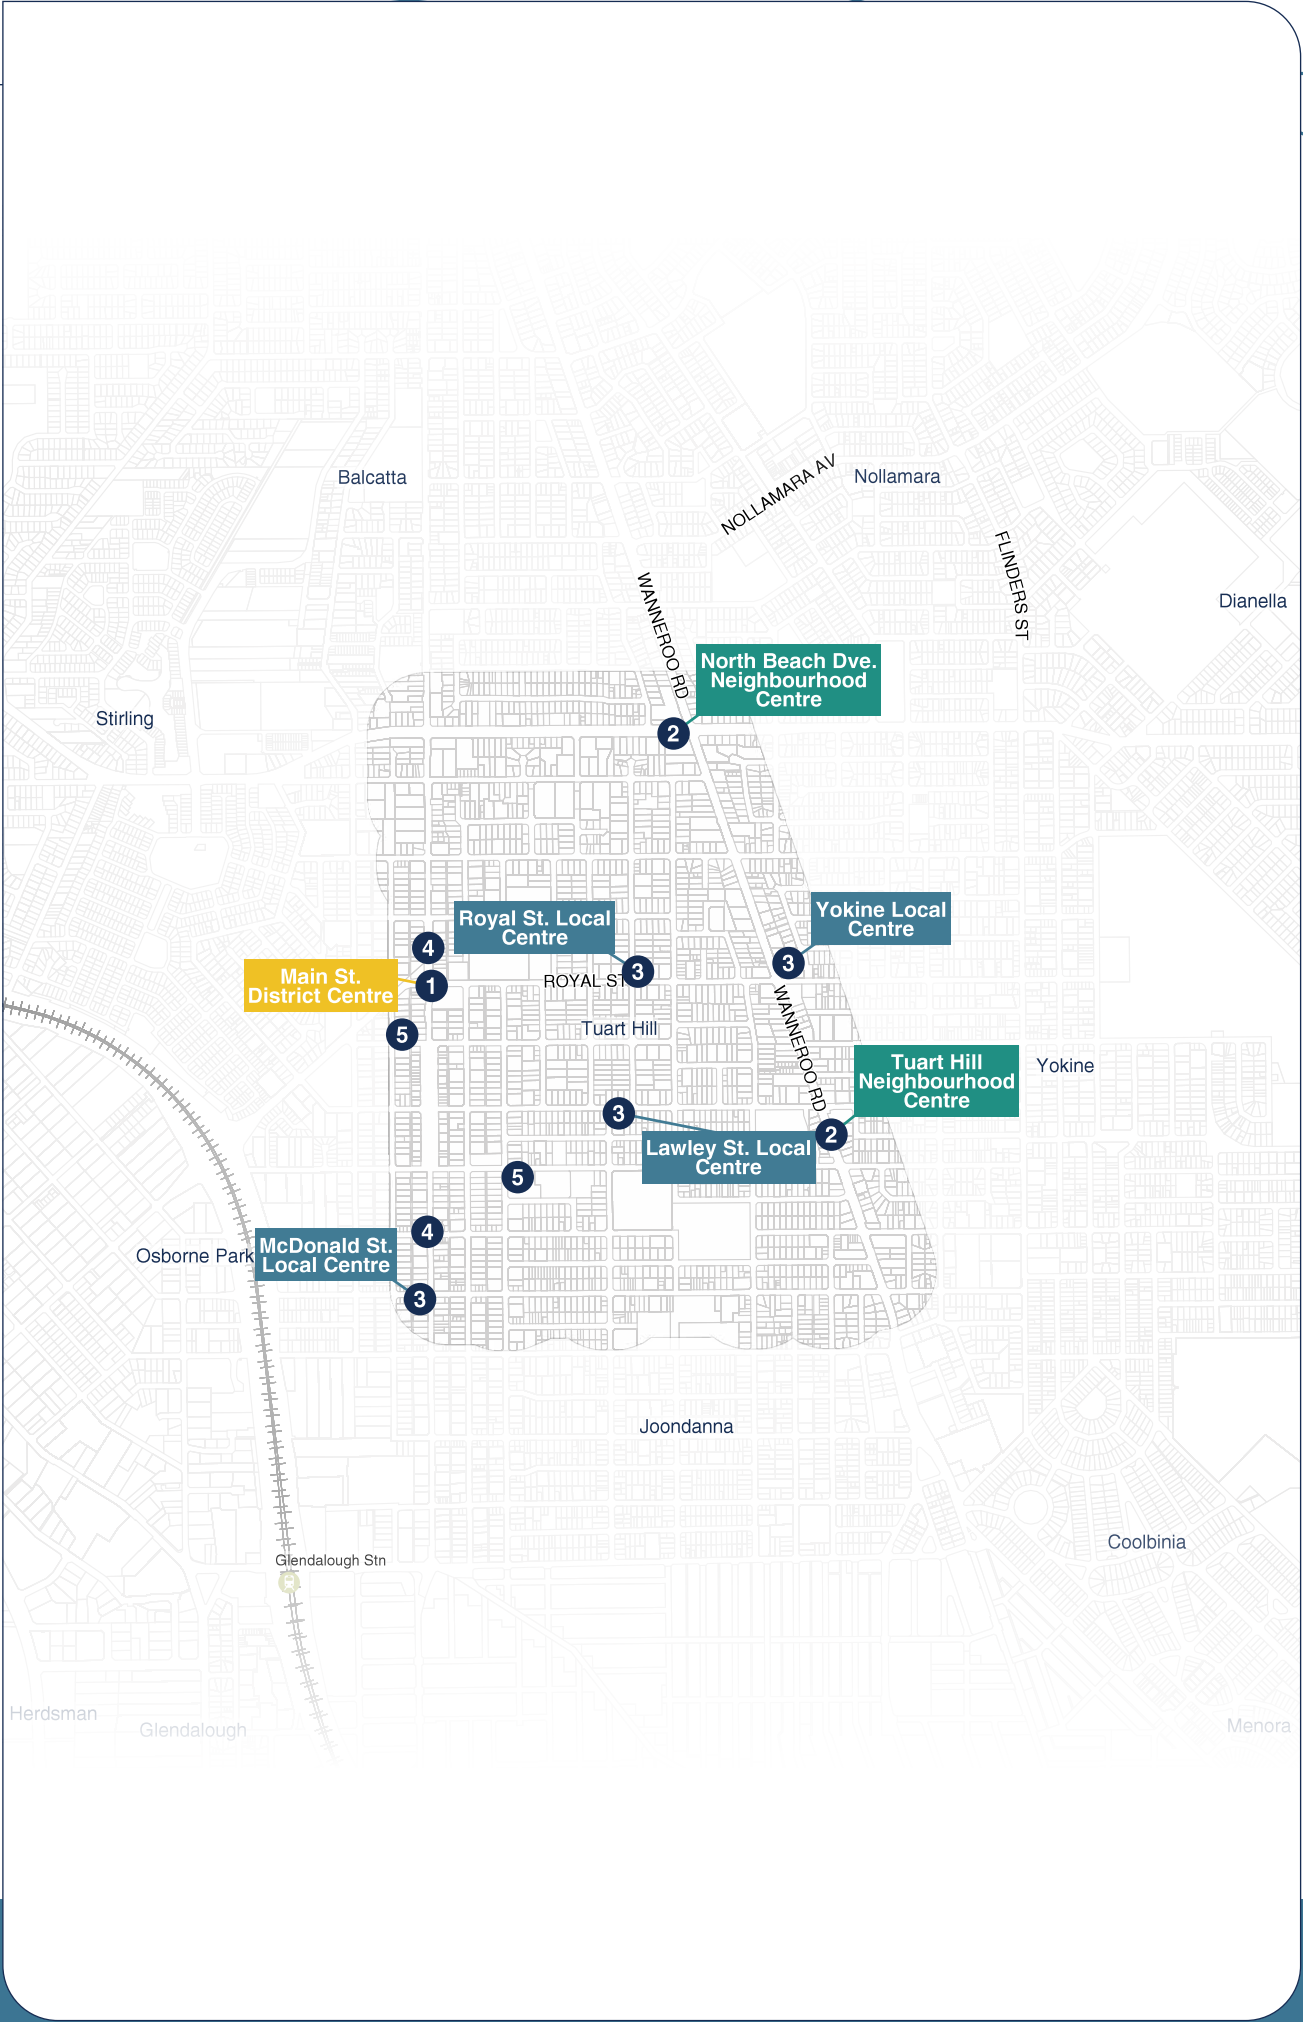 Balcatta
NOLLAMARA AV
Nollamara
FLINDERS ST
WANNEROO RD
Dianella
North Beach Dve.
Neighbourhood
Centre
Stirling
2
Yokine Local
Centre
Royal St. Local
Centre
4
3
3
Main St.
District Centre
1
ROYAL ST
WANNEROO RD
5
Tuart Hill
Tuart Hill
Neighbourhood
Centre
Yokine
3
2
Lawley St. Local
Centre
5
4
Osborne Park
McDonald St.
Local Centre
3
Joondanna
Coolbinia
Glendalough Stn
Herdsman
Glendalough
Menora